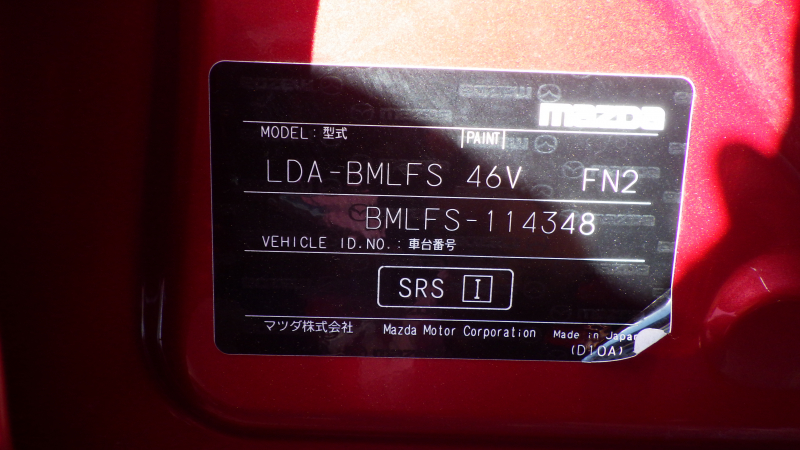 mazda
MODEL：型式 PAINT
LDA-BMLFS 46V FN2
BMLFS-114348
VEHICLE ID.NO.：車台番号
SRS I
マツダ株式会社 Mazda Motor Corporation Made in Japan
(D10A)